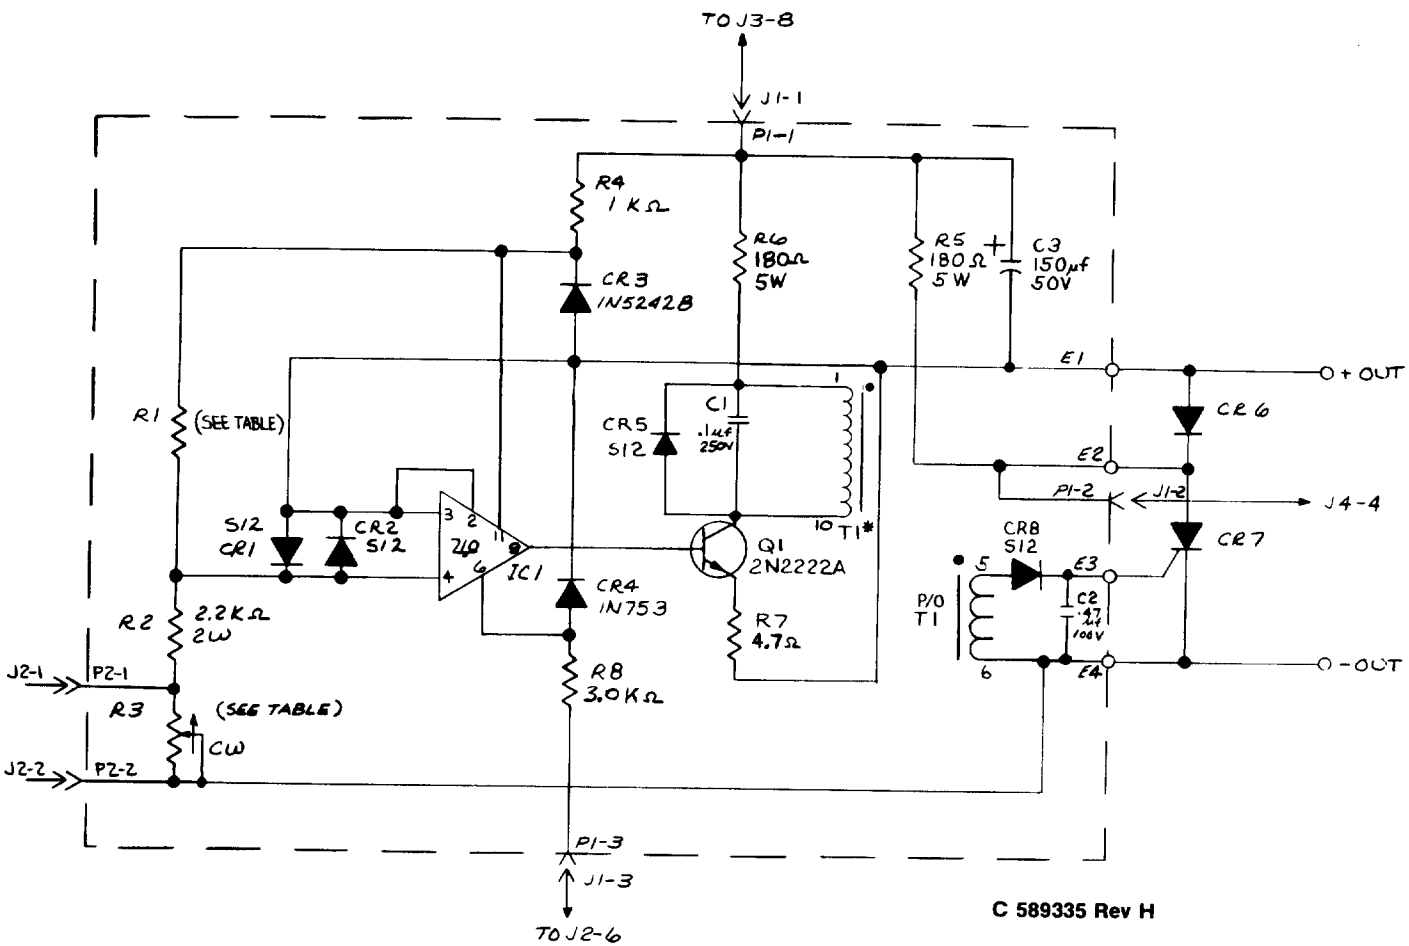 TO J3-8
J1-1
P1-1
R4
1 KΩ
R6
180Ω
5W
R5
180Ω
5W
+
C3
150µf
50V
CR3
1N5242B
E1
+ OUT
R1
(SEE TABLE)
1
C1
.1µf
250V
CR5
S12
CR6
E2
P1-2
J1-2
J4-4
S12
CR1
CR2
S12
3
2
11
710
9
4
6
IC1
10
T1*
Q1
2N2222A
CR8
S12
CR7
5
E3
R2
2.2KΩ
2W
CR4
1N753
P/O
T1
C2
.47
µf
100V
R7
4.7Ω
6
E4
-OUT
J2-1
P2-1
R8
3.0KΩ
R3
(SEE TABLE)
CW
J2-2
P2-2
P1-3
J1-3
TO J2-6
C 589335 Rev H